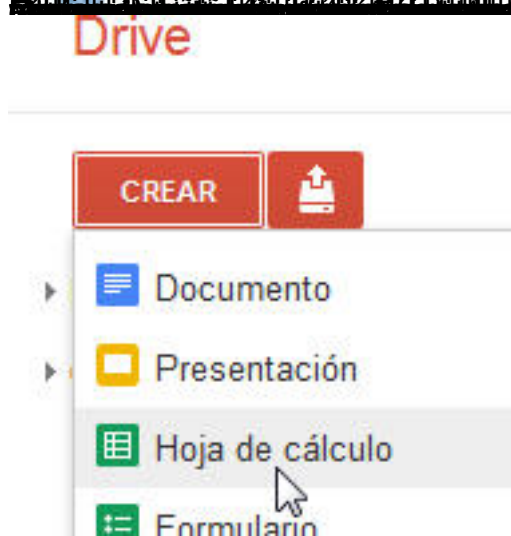 Drive
CREAR
Documento
Presentación
Hoja de cálculo
Formulario